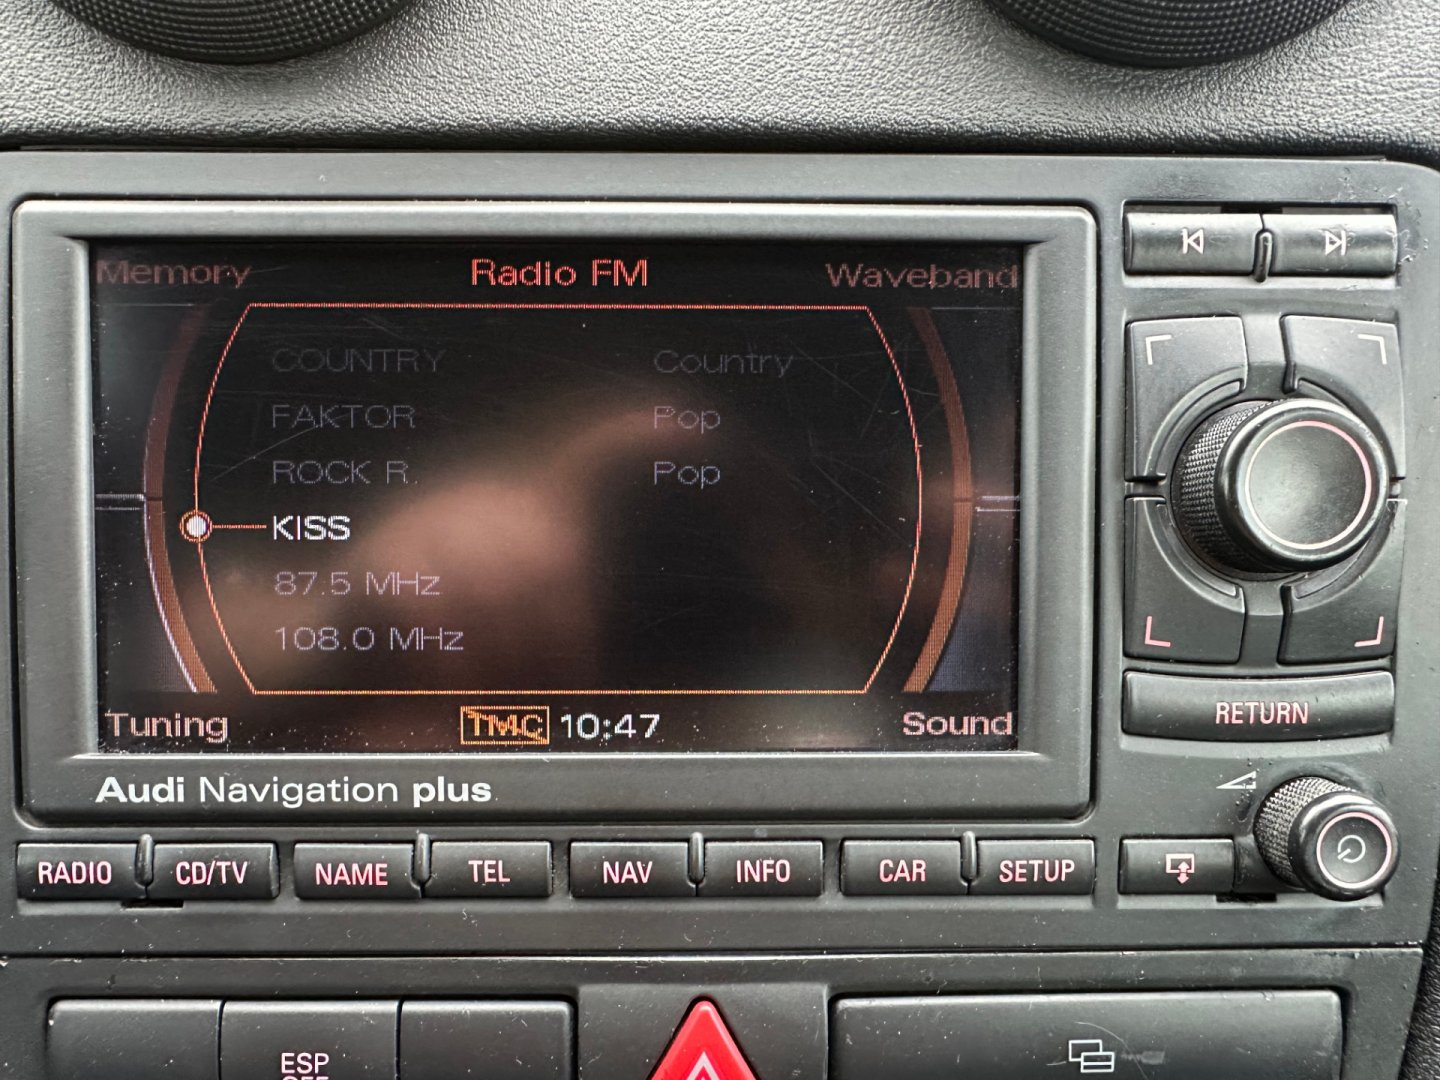 Memory Radio FM Waveband
COUNTRY Country
FAKTOR Pop
ROCK R. Pop
KISS
87.5 MHz
108.0 MHz
Tuning TMC 10:47 Sound
Audi Navigation plus
RETURN
RADIO CD/TV NAME TEL NAV INFO CAR SETUP
ESP
OFF